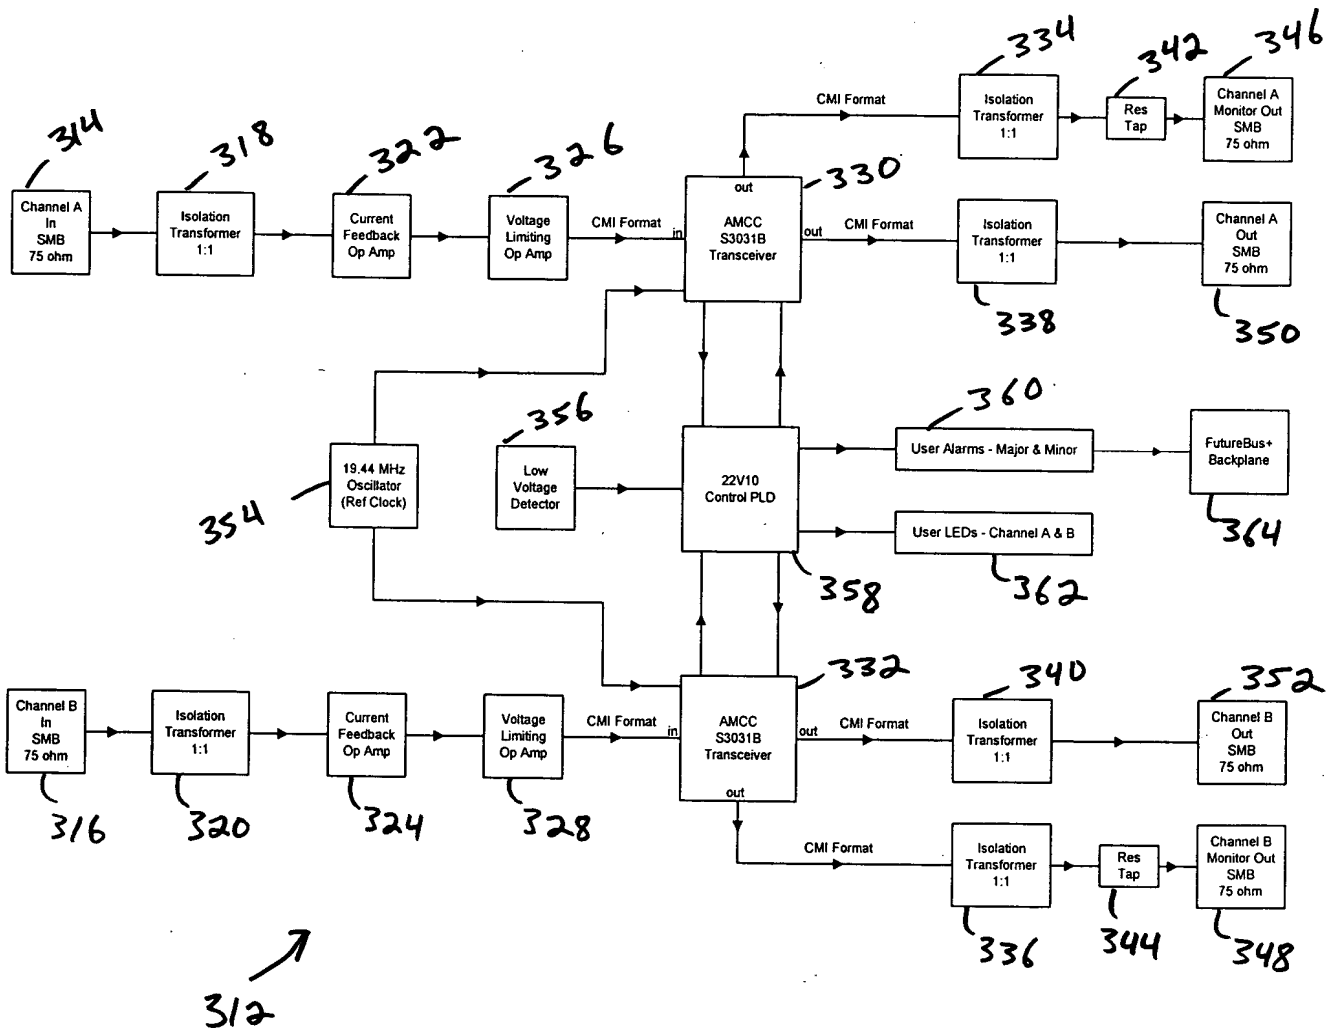 334
342
346
CMI Format
Isolation
Transformer
1:1
Res
Tap
Channel A
Monitor Out
SMB
75 ohm
314
318
322
326
330
Channel A
In
SMB
75 ohm
Isolation
Transformer
1:1
Current
Feedback
Op Amp
Voltage
Limiting
Op Amp
CMI Format
in
out
AMCC
S3031B
Transceiver
out
CMI Format
Isolation
Transformer
1:1
Channel A
Out
SMB
75 ohm
338
350
356
360
19.44 MHz
Oscillator
(Ref Clock)
354
Low
Voltage
Detector
22V10
Control PLD
User Alarms - Major & Minor
FutureBus+
Backplane
User LEDs - Channel A & B
364
358
362
332
340
352
Channel B
In
SMB
75 ohm
Isolation
Transformer
1:1
Current
Feedback
Op Amp
Voltage
Limiting
Op Amp
CMI Format
in
AMCC
S3031B
Transceiver
out
out
CMI Format
Isolation
Transformer
1:1
Channel B
Out
SMB
75 ohm
316
320
324
328
CMI Format
Isolation
Transformer
1:1
Res
Tap
Channel B
Monitor Out
SMB
75 ohm
336
344
348
312